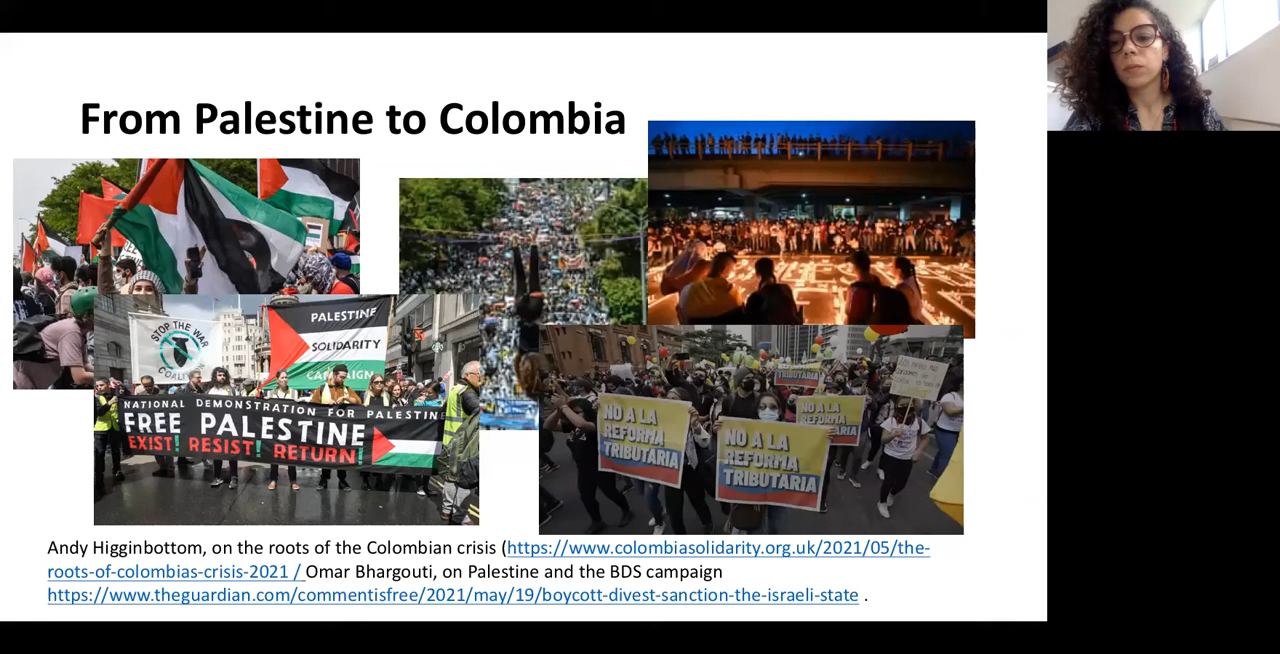 From Palestine to Colombia
STOP THE WAR
COALITION
PALESTINE
SOLIDARITY
CAMPAIGN
NATIONAL DEMONSTRATION FOR PALESTINE
FREE PALESTINE
EXIST! RESIST! RETURN!
TRIBUTARIA
NO A LA
REFORMA
TRIBUTARIA
NO A LA
REFORMA
TRIBUTARIA
NO A LA
REFORMA
Andy Higginbottom, on the roots of the Colombian crisis (https://www.colombiasolidarity.org.uk/2021/05/the-
roots-of-colombias-crisis-2021 / Omar Bhargouti, on Palestine and the BDS campaign
https://www.theguardian.com/commentisfree/2021/may/19/boycott-divest-sanction-the-israeli-state .